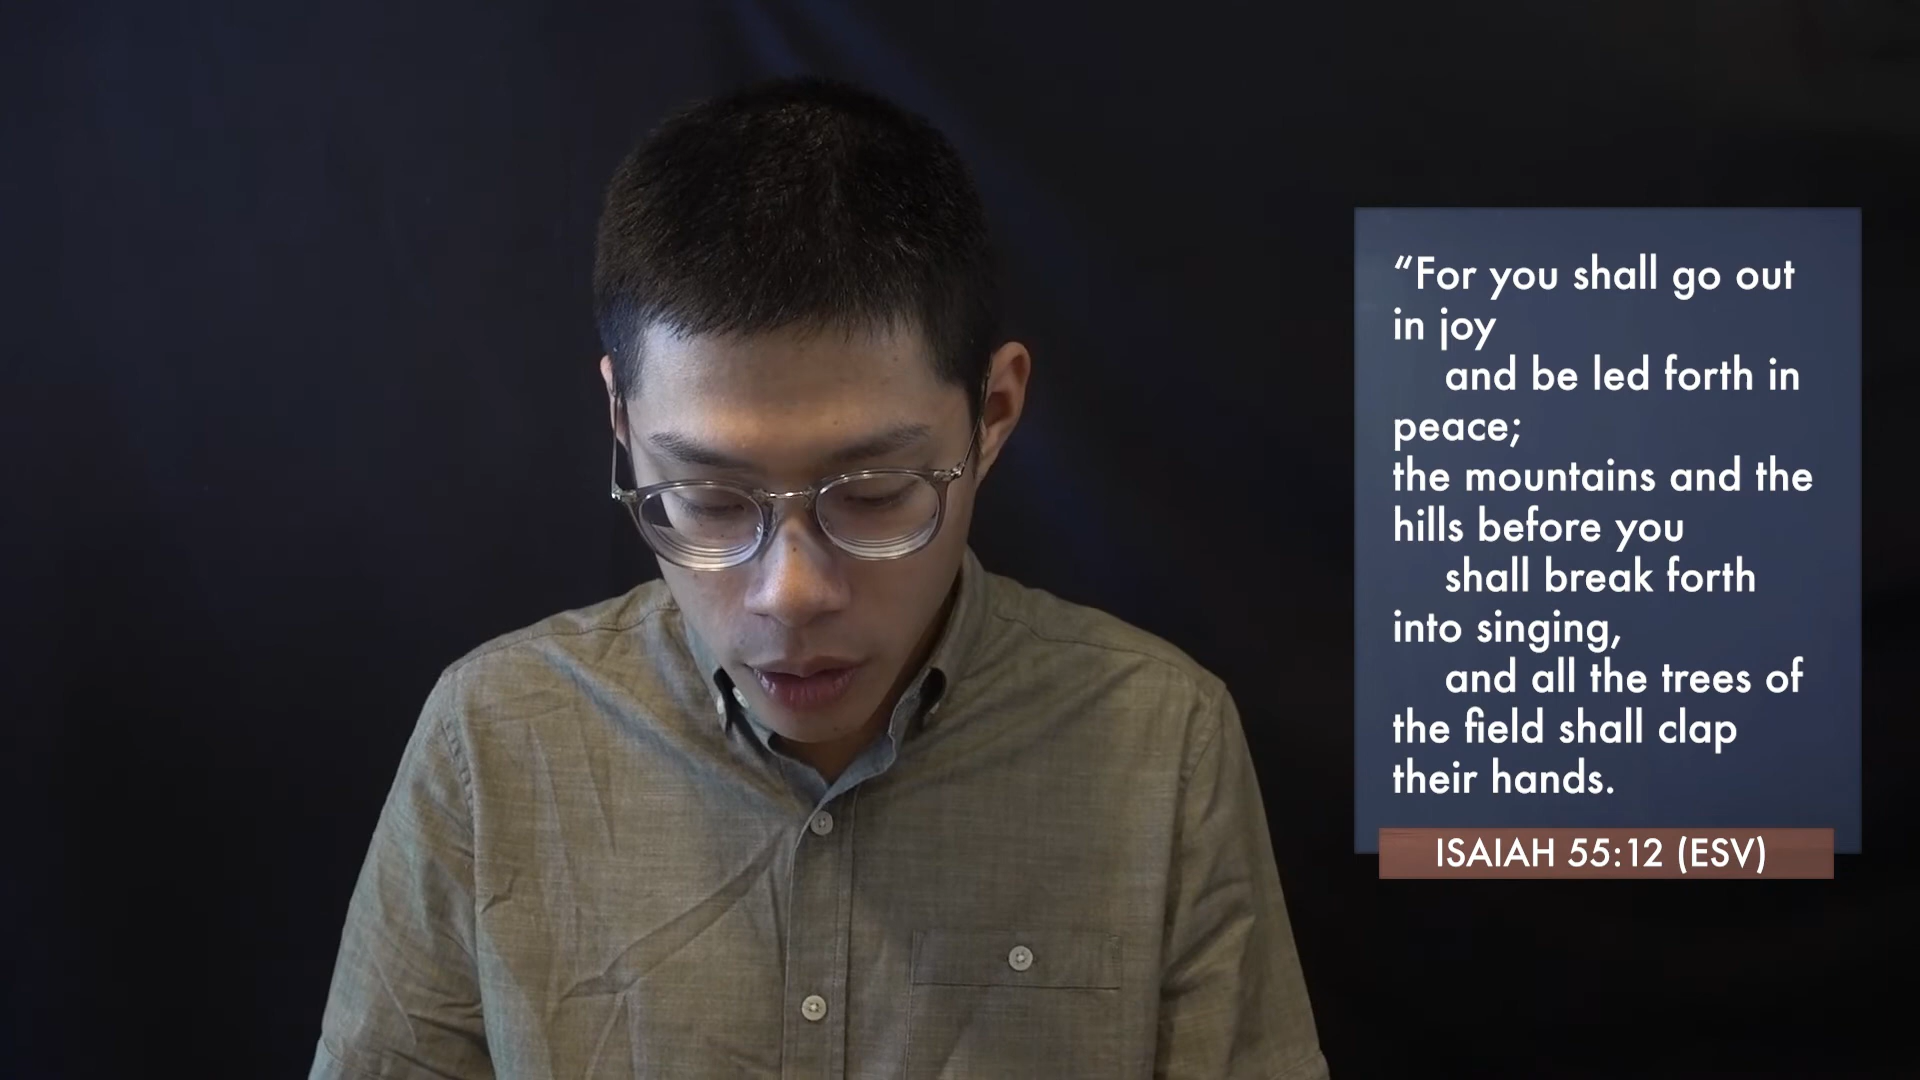 “For you shall go out
in joy
and be led forth in
peace;
the mountains and the
hills before you
shall break forth
into singing,
and all the trees of
the field shall clap
their hands.
ISAIAH 55:12 (ESV)